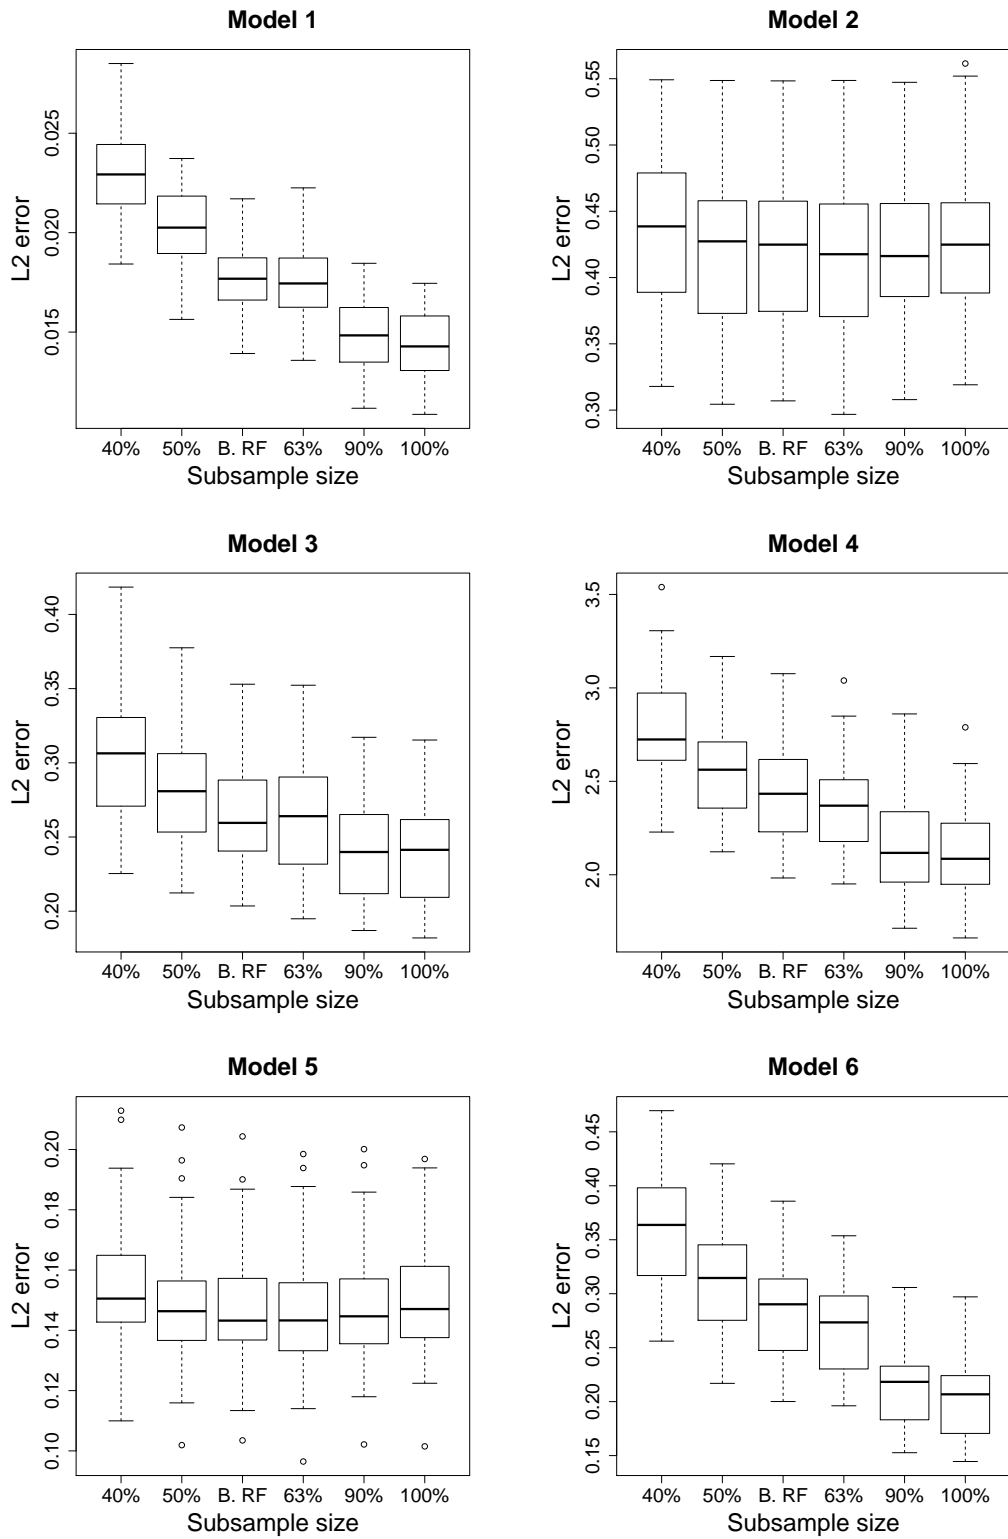 Model 1
L2 error
0.025
0.020
0.015
40% 50% B. RF 63% 90% 100%
Subsample size
Model 2
L2 error
0.55
0.50
0.45
0.40
0.35
0.30
40% 50% B. RF 63% 90% 100%
Subsample size
Model 3
L2 error
0.40
0.35
0.30
0.25
0.20
40% 50% B. RF 63% 90% 100%
Subsample size
Model 4
L2 error
3.5
3.0
2.5
2.0
40% 50% B. RF 63% 90% 100%
Subsample size
Model 5
L2 error
0.20
0.18
0.16
0.14
0.12
0.10
40% 50% B. RF 63% 90% 100%
Subsample size
Model 6
L2 error
0.45
0.40
0.35
0.30
0.25
0.20
0.15
40% 50% B. RF 63% 90% 100%
Subsample size